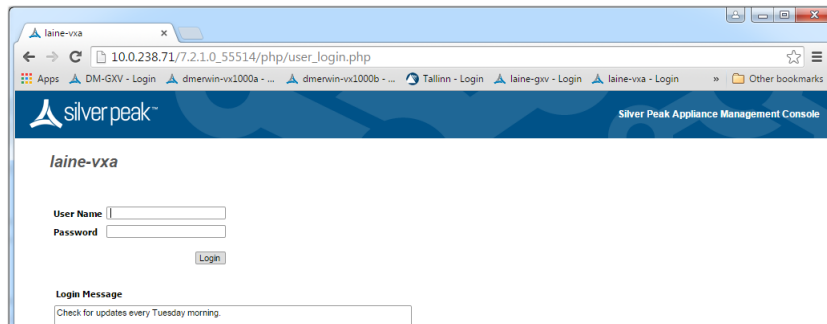 laine-vxa
10.0.238.71/7.2.1.0_55514/php/user_login.php
Apps DM-GXV - Login dmerwin-vx1000a - ... dmerwin-vx1000b - ... Tallinn - Login laine-gxv - Login laine-vxa - Login » Other bookmarks
silver peak™ Silver Peak Appliance Management Console
laine-vxa
User Name
Password
Login
Login Message
Check for updates every Tuesday morning.